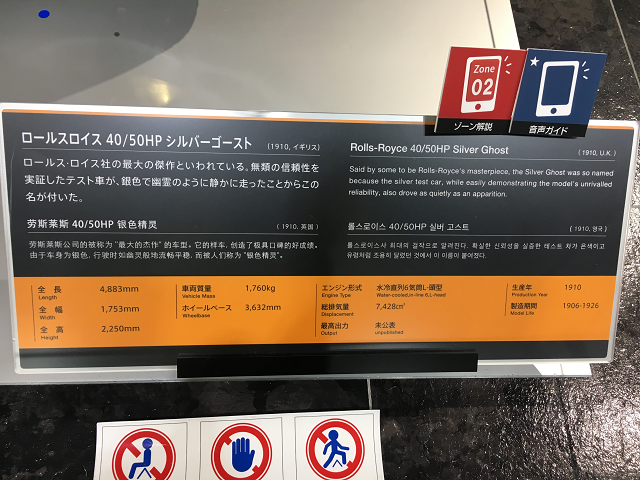 Zone
02
ゾーン解説
音声ガイド
ロールスロイス 40/50HP シルバーゴースト (1910, イギリス)
ロールス・ロイス社の最大の傑作といわれている。無類の信頼性を
実証したテスト車が、銀色で幽霊のように静かに走ったことからこの
名が付いた。
Rolls-Royce 40/50HP Silver Ghost (1910, U.K.)
Said by some to be Rolls-Royce's masterpiece, the Silver Ghost was so named
because the silver test car, while easily demonstrating the model's unrivalled
reliability, also drove as quietly as an apparition.
劳斯莱斯 40/50HP 银色精灵 (1910, 英国)
劳斯莱斯公司的被称为"最大的杰作"的车型。它的样车,创造了极具口碑的好成绩。
由于车身为银色,行驶时如幽灵般地流畅平稳,而被人们称为"银色精灵"。
롤스로이스 40/50HP 실버 고스트 (1910, 영국)
롤스로이스사 최대의 걸작으로 알려진다. 확실한 신뢰성을 실증한 테스트 차가 은색이고
유령처럼 조용히 달렸던 것에서 이 이름이 붙여졌다.
全 長 4,883mm
Length
全 幅 1,753mm
Width
全 高 2,250mm
Height
車両質量 1,760kg
Vehicle Mass
ホイールベース 3,632mm
Wheelbase
エンジン形式 水冷直列6気筒L-頭型
Engine Type Water-cooled,in-line 6,L-head
総排気量 7,428cm³
Displacement
最高出力 未公表
Output unpublished
生産年 1910
Production Year
製造期間 1906-1926
Model Life